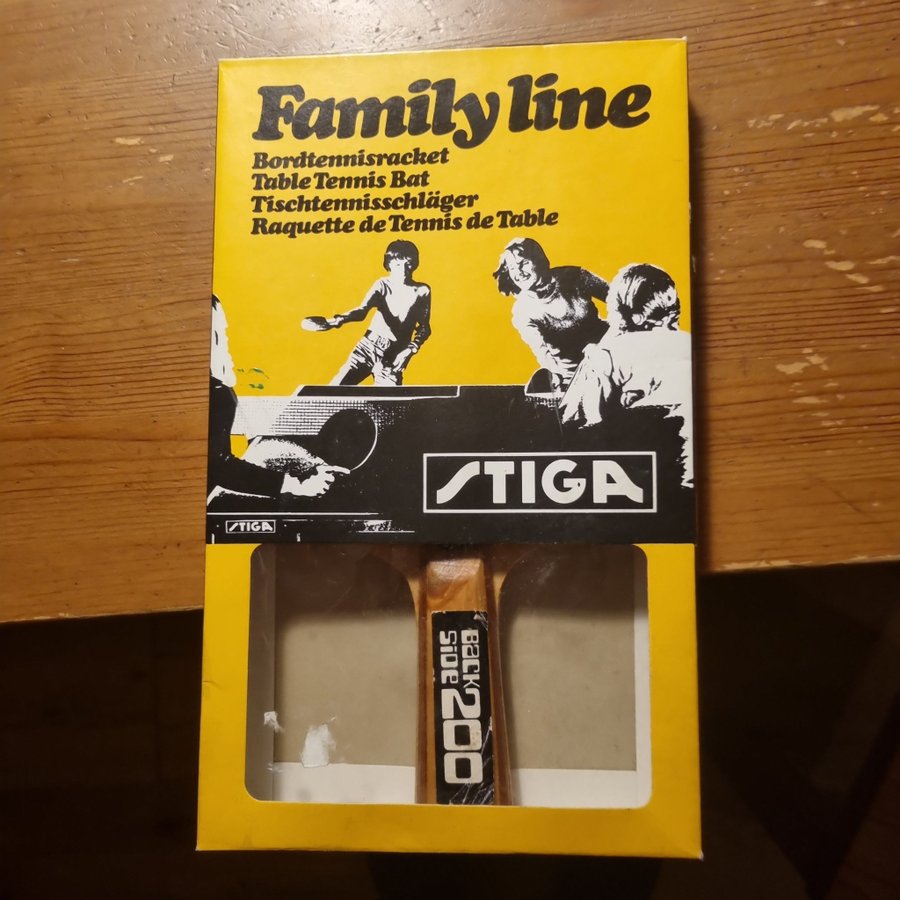 Family line
Bordtennisracket
Table Tennis Bat
Tischtennisschläger
Raquette de Tennis de Table
STIGA
STIGA
Back
Side 200